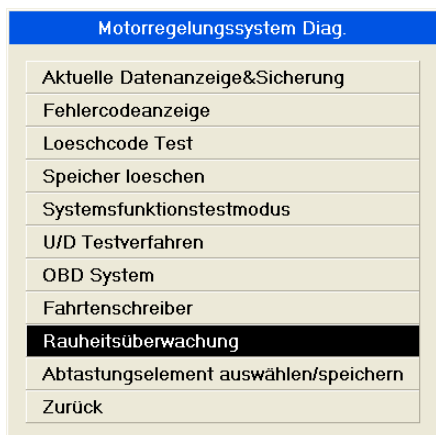 Motorregelungssystem Diag.
Aktuelle Datenanzeige&Sicherung
Fehlercodeanzeige
Loeschcode Test
Speicher loeschen
Systemsfunktionstestmodus
U/D Testverfahren
OBD System
Fahrtenschreiber
Rauheitsüberwachung
Abtastungselement auswählen/speichern
Zurück